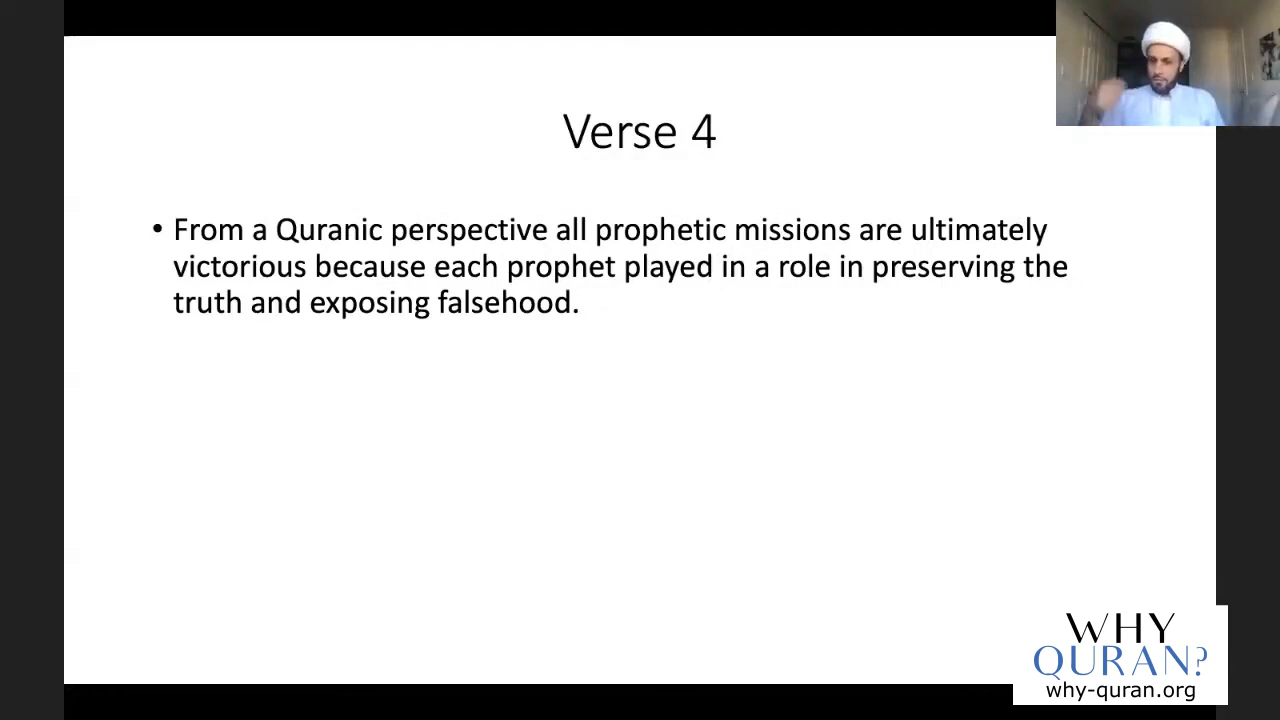 Verse 4
• From a Quranic perspective all prophetic missions are ultimately
victorious because each prophet played in a role in preserving the
truth and exposing falsehood.
WHY
QURAN?
why-quran.org